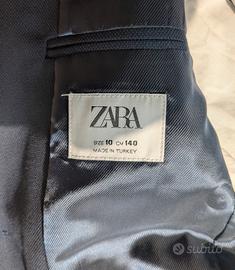 ZARA
SIZE 10 CM 140
MADE IN TURKEY
subito